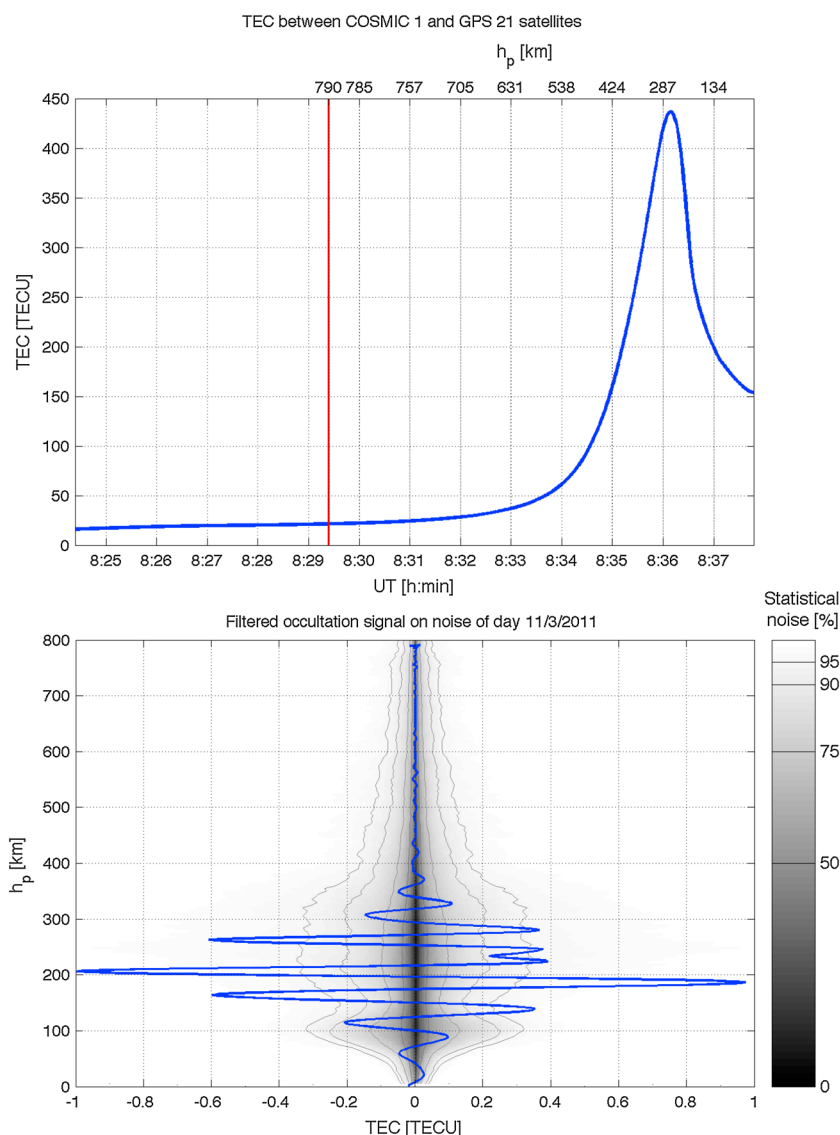 TEC between COSMIC 1 and GPS 21 satellites
hp [km]
790 785 757 705 631 538 424 287 134
450
400
350
300
250
200
150
100
50
0
TEC [TECU]
8:25 8:26 8:27 8:28 8:29 8:30 8:31 8:32 8:33 8:34 8:35 8:36 8:37
UT [h:min]
Filtered occultation signal on noise of day 11/3/2011
Statistical
noise [%]
800
700
600
500
400
300
200
100
0
hp [km]
95
90
75
50
0
-1 -0.8 -0.6 -0.4 -0.2 0 0.2 0.4 0.6 0.8 1
TEC [TECU]